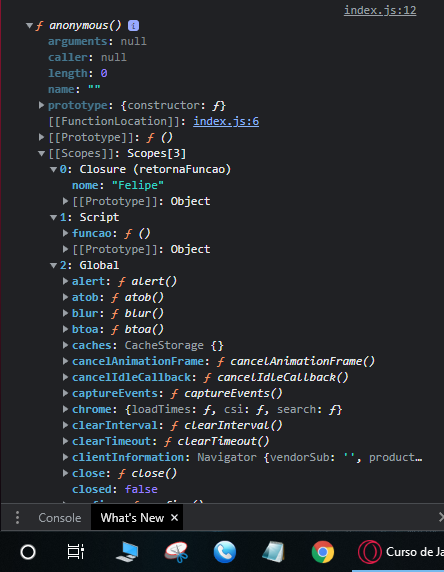 index.js:12
ƒ anonymous() i
arguments: null
caller: null
length: 0
name: ""
prototype: {constructor: ƒ}
[[FunctionLocation]]: index.js:6
[[Prototype]]: ƒ ()
[[Scopes]]: Scopes[3]
0: Closure (retornaFuncao)
nome: "Felipe"
[[Prototype]]: Object
1: Script
funcao: ƒ ()
[[Prototype]]: Object
2: Global
alert: ƒ alert()
atob: ƒ atob()
blur: ƒ blur()
btoa: ƒ btoa()
caches: CacheStorage {}
cancelAnimationFrame: ƒ cancelAnimationFrame()
cancelIdleCallback: ƒ cancelIdleCallback()
captureEvents: ƒ captureEvents()
chrome: {loadTimes: ƒ, csi: ƒ, search: ƒ}
clearInterval: ƒ clearInterval()
clearTimeout: ƒ clearTimeout()
clientInformation: Navigator {vendorSub: '', product…
close: ƒ close()
closed: false
Console What's New ×
Curso de Ja